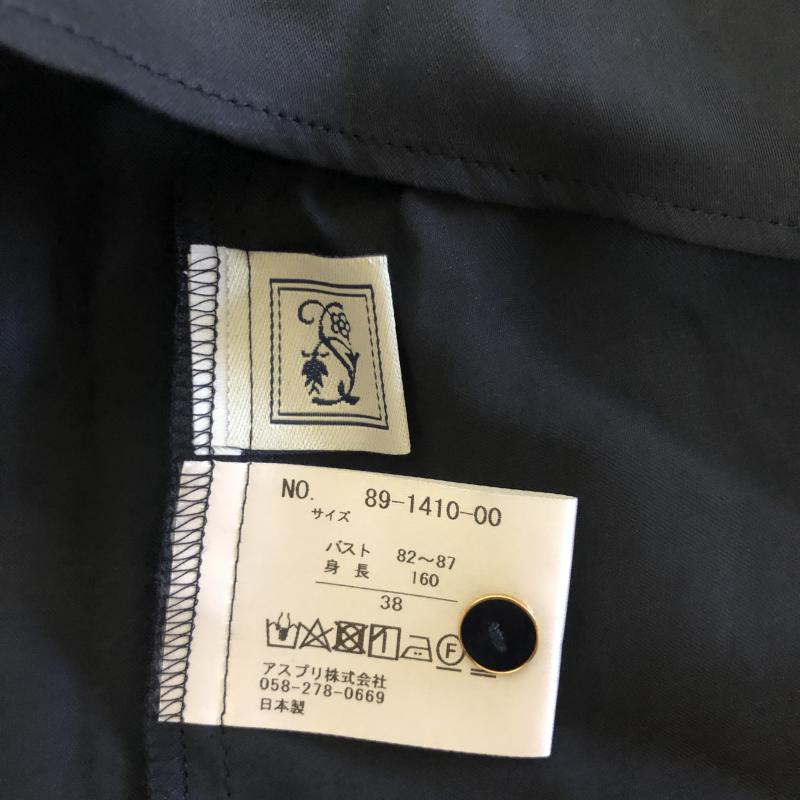 NO. 89-1410-00
サイズ
バスト 82～87
身長 160
38
F
アスプリ株式会社
058-278-0669
日本製